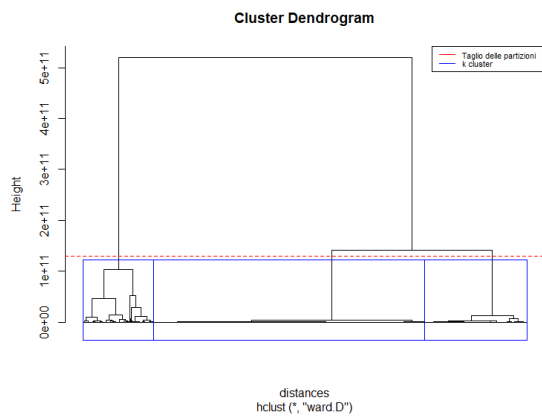 Cluster Dendrogram
Taglio delle partizioni
k cluster
Height
5e+11
4e+11
3e+11
2e+11
1e+11
0e+00
distances
hclust (*, "ward.D")